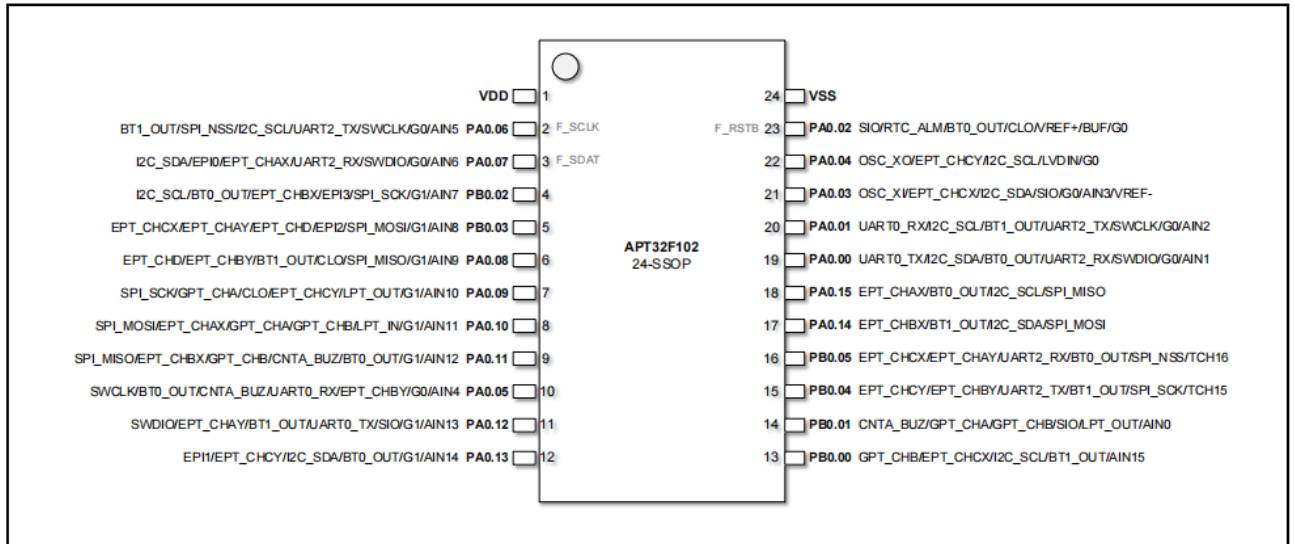 VDD 1
BT1_OUT/SPI_NSS/I2C_SCL/UART2_TX/SWCLK/G0/AIN5 PA0.06 2 F_SCLK
I2C_SDA/EPI0/EPT_CHAX/UART2_RX/SWDIO/G0/AIN6 PA0.07 3 F_SDAT
I2C_SCL/BT0_OUT/EPT_CHBX/EPI3/SPI_SCK/G1/AIN7 PB0.02 4
EPT_CHCX/EPT_CHAY/EPT_CHD/EPI2/SPI_MOSI/G1/AIN8 PB0.03 5
EPT_CHD/EPT_CHBY/BT1_OUT/CLO/SPI_MISO/G1/AIN9 PA0.08 6
SPI_SCK/GPT_CHA/CLO/EPT_CHCY/LPT_OUT/G1/AIN10 PA0.09 7
SPI_MOSI/EPT_CHAX/GPT_CHA/GPT_CHB/LPT_IN/G1/AIN11 PA0.10 8
SPI_MISO/EPT_CHBX/GPT_CHB/CNTA_BUZ/BT0_OUT/G1/AIN12 PA0.11 9
SWCLK/BT0_OUT/CNTA_BUZ/UART0_RX/EPT_CHBY/G0/AIN4 PA0.05 10
SWDIO/EPT_CHAY/BT1_OUT/UART0_TX/SIO/G1/AIN13 PA0.12 11
EPI1/EPT_CHCY/I2C_SDA/BT0_OUT/G1/AIN14 PA0.13 12
APT32F102
24-SSOP
24 VSS
F_RSTB 23 PA0.02 SIO/RTC_ALM/BT0_OUT/CLO/VREF+/BUF/G0
22 PA0.04 OSC_XO/EPT_CHCY/I2C_SCL/LVDIN/G0
21 PA0.03 OSC_XI/EPT_CHCX/I2C_SDA/SIO/G0/AIN3/VREF-
20 PA0.01 UART0_RX/I2C_SCL/BT1_OUT/UART2_TX/SWCLK/G0/AIN2
19 PA0.00 UART0_TX/I2C_SDA/BT0_OUT/UART2_RX/SWDIO/G0/AIN1
18 PA0.15 EPT_CHAX/BT0_OUT/I2C_SCL/SPI_MISO
17 PA0.14 EPT_CHBX/BT1_OUT/I2C_SDA/SPI_MOSI
16 PB0.05 EPT_CHCX/EPT_CHAY/UART2_RX/BT0_OUT/SPI_NSS/TCH16
15 PB0.04 EPT_CHCY/EPT_CHBY/UART2_TX/BT1_OUT/SPI_SCK/TCH15
14 PB0.01 CNTA_BUZ/GPT_CHA/GPT_CHB/SIO/LPT_OUT/AIN0
13 PB0.00 GPT_CHB/EPT_CHCX/I2C_SCL/BT1_OUT/AIN15